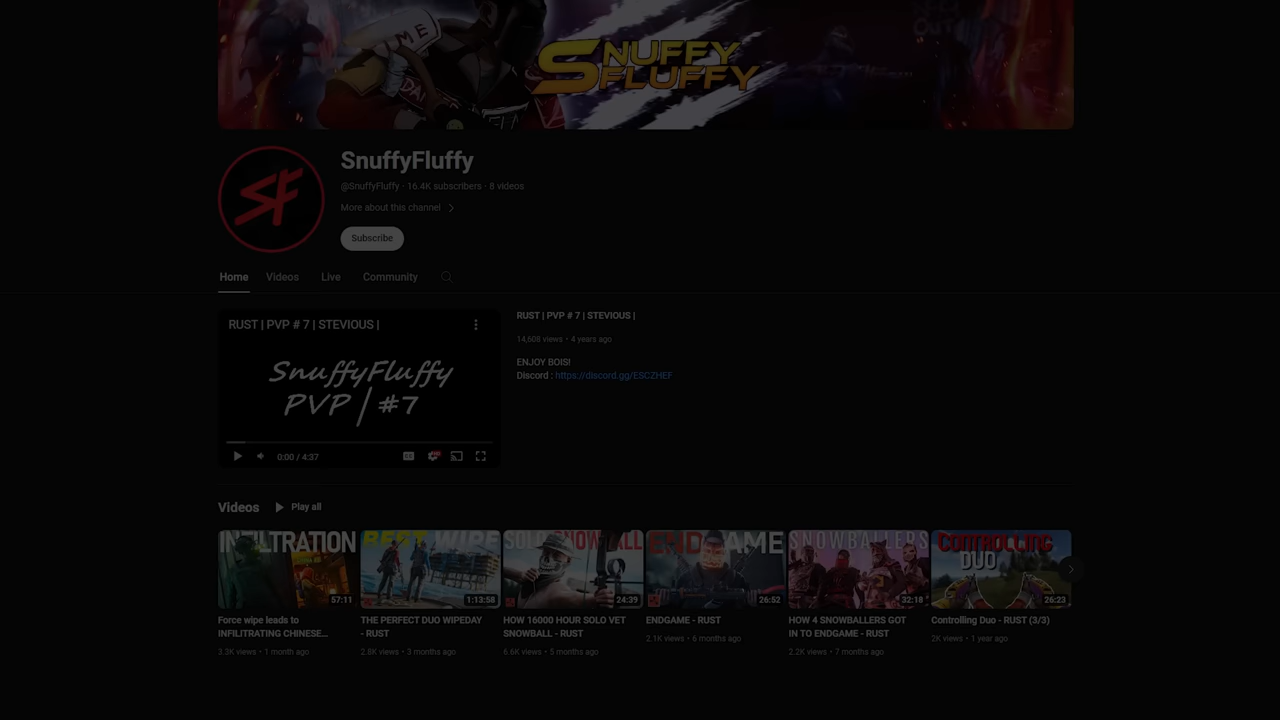 TIME
SNUFFY
FLUFFY
SF
SnuffyFluffy
@SnuffyFluffy · 16.4K subscribers · 8 videos
More about this channel
Subscribe
Home Videos Live Community
RUST | PVP # 7 | STEVIOUS |
SnuffyFluffy
PVP | #7
0:00 / 4:37
RUST | PVP # 7 | STEVIOUS |
14,608 views • 4 years ago
ENJOY BOIS!
Discord : https://discord.gg/ESCZHEF
Videos Play all
INFILTRATION
57:11
Force wipe leads to
INFILITRATING CHINESE...
3.3K views • 1 month ago
BEST WIPE
1:13:58
THE PERFECT DUO WIPEDAY
- RUST
2.8K views • 3 months ago
SOLO SNOWBALL
24:39
HOW 16000 HOUR SOLO VET
SNOWBALL - RUST
6.6K views • 5 months ago
ENDGAME
26:52
ENDGAME - RUST
2.1K views • 6 months ago
SNOWBALLERS
32:18
HOW 4 SNOWBALLERS GOT
IN TO ENDGAME - RUST
2.2K views • 7 months ago
CONTROLLING
DUO
26:23
Controlling Duo - RUST (3/3)
2K views • 1 year ago